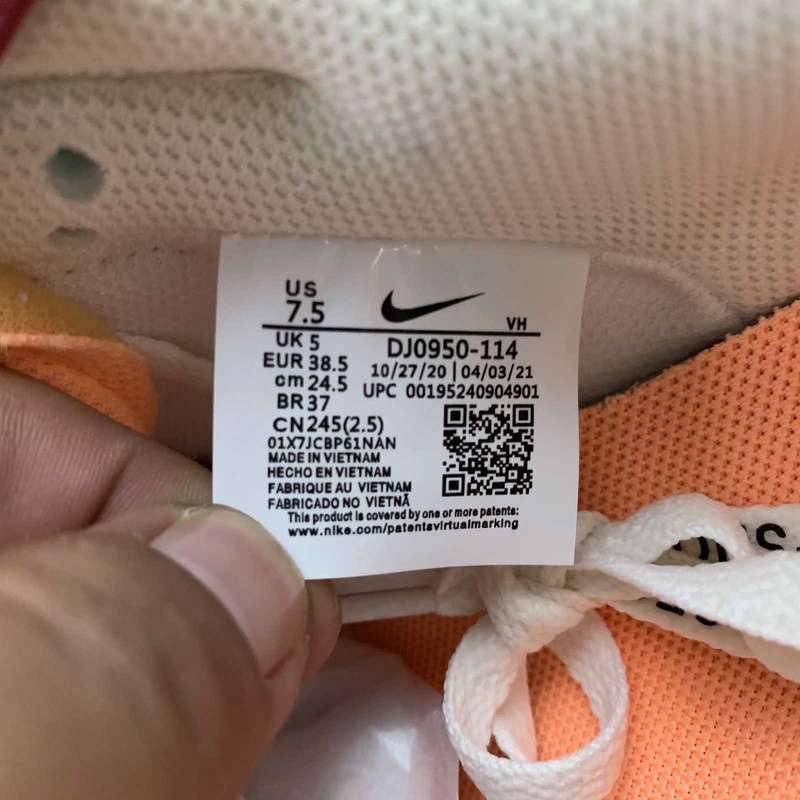 US
7.5
VH
UK 5
EUR 38.5
cm 24.5
BR 37
CN 245(2.5)
DJ0950-114
10/27/20 | 04/03/21
UPC 00195240904901
01X7JCBP61NAN
MADE IN VIETNAM
HECHO EN VIETNAM
FABRIQUE AU VIETNAM
FABRICADO NO VIETNÃ
This product is covered by one or more patents:
www.nike.com/patentsvirtualmarking